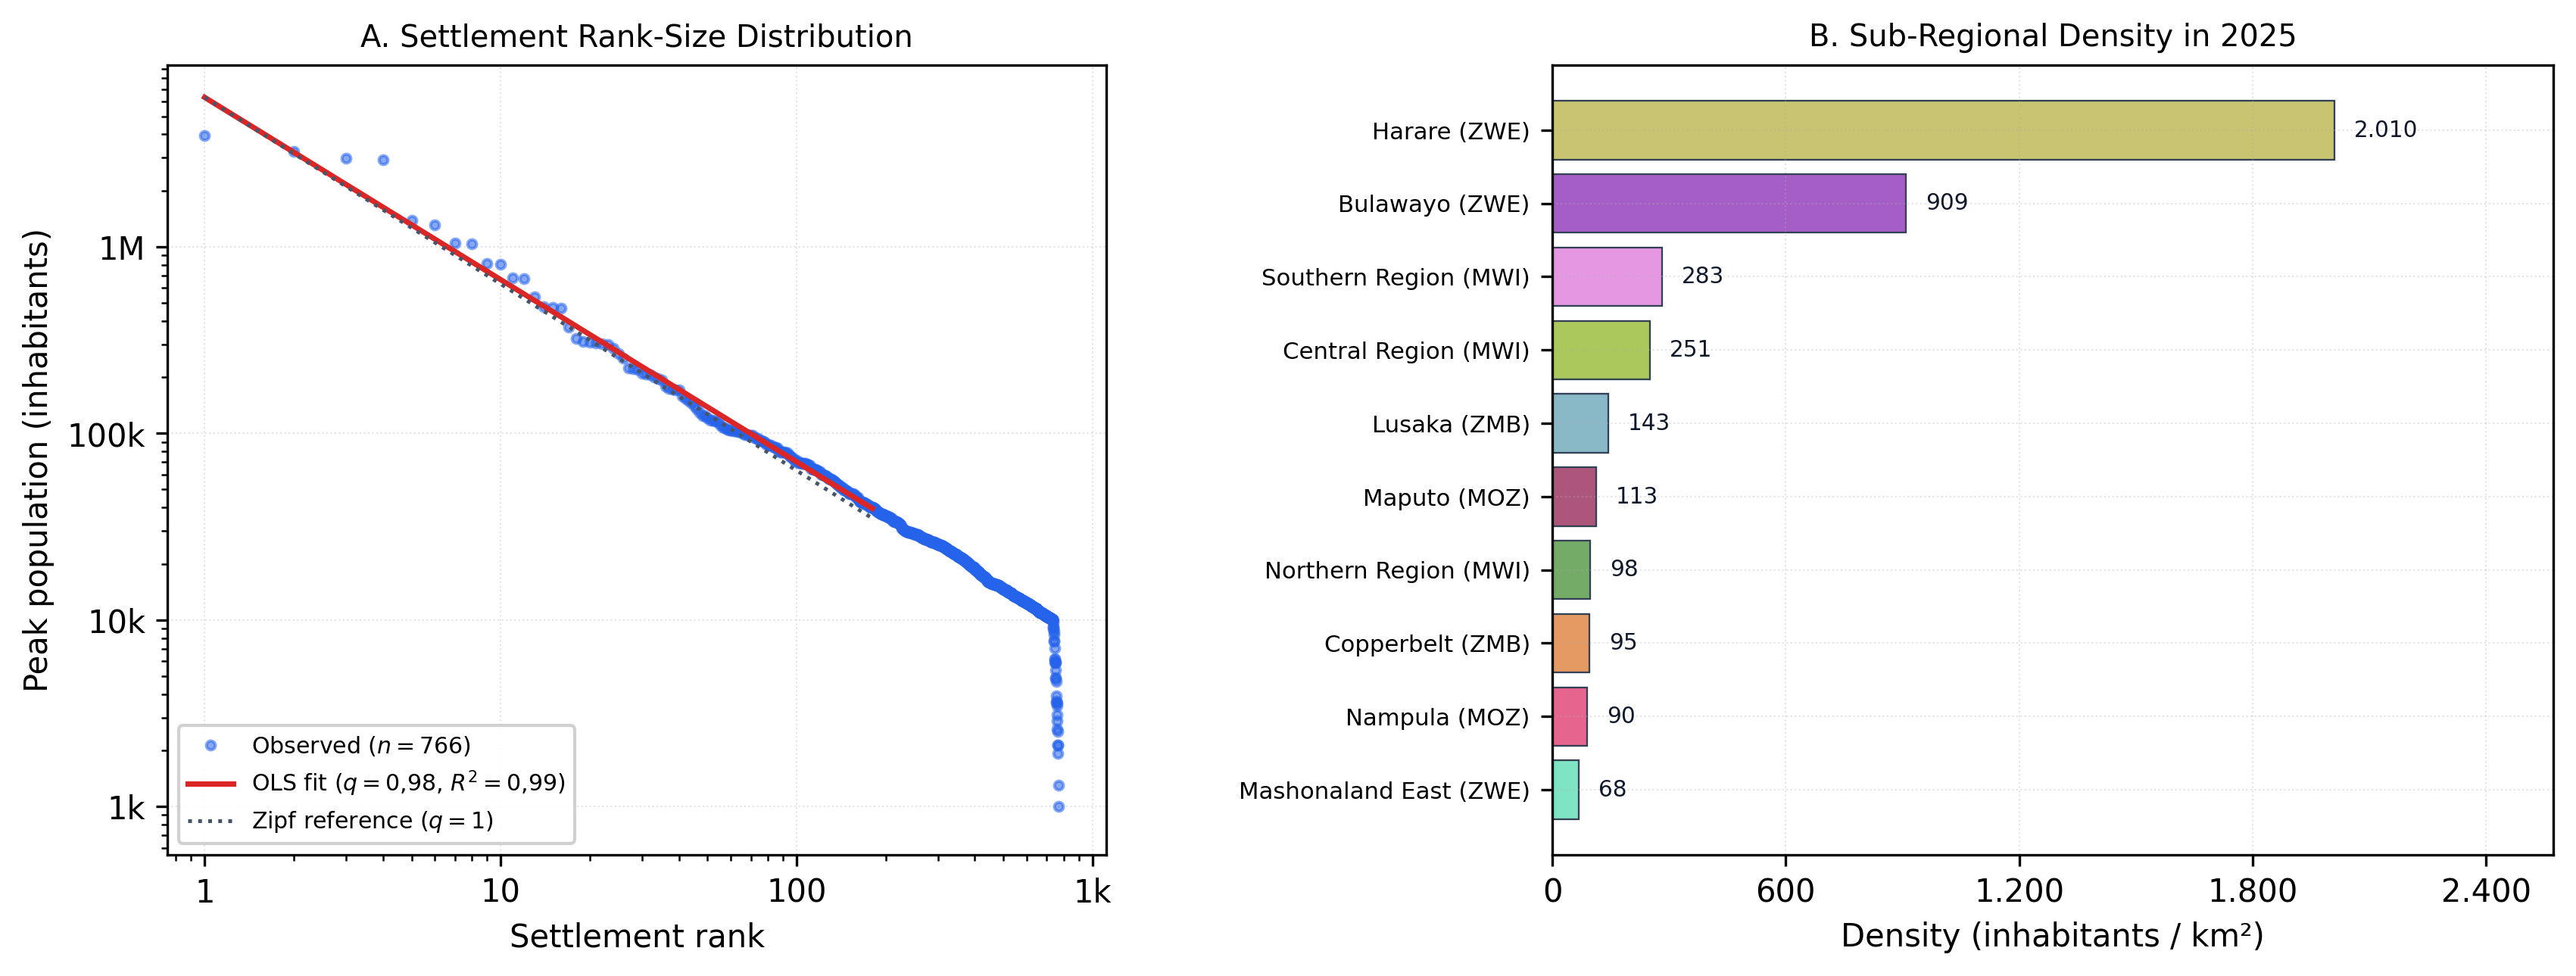 A. Settlement Rank-Size Distribution
Peak population (inhabitants)
1M
100k
10k
1k
Observed (n = 766)
OLS fit (q = 0,98, R² = 0,99)
Zipf reference (q = 1)
1 10 100 1k
Settlement rank
B. Sub-Regional Density in 2025
Harare (ZWE) 2.010
Bulawayo (ZWE) 909
Southern Region (MWI) 283
Central Region (MWI) 251
Lusaka (ZMB) 143
Maputo (MOZ) 113
Northern Region (MWI) 98
Copperbelt (ZMB) 95
Nampula (MOZ) 90
Mashonaland East (ZWE) 68
0 600 1.200 1.800 2.400
Density (inhabitants / km²)